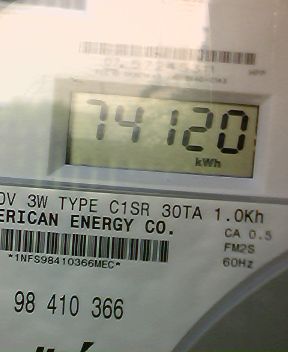 74120
kWh
0V 3W TYPE C1SR 30TA 1.0Kh
ERICAN ENERGY CO.
CA 0.5
FM2S
60Hz
*1NFS98410366MEC*
98 410 366